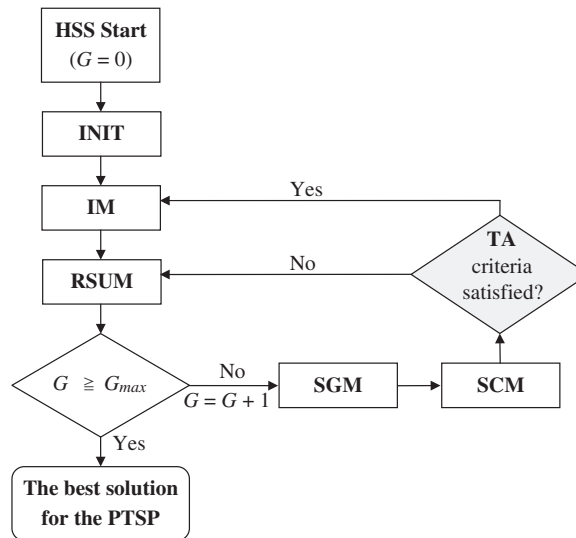 HSS Start
(G = 0)
INIT
IM
Yes
TA
criteria
satisfied?
No
RSUM
G ≧ Gmax
No
G = G + 1
SGM
SCM
Yes
The best solution
for the PTSP